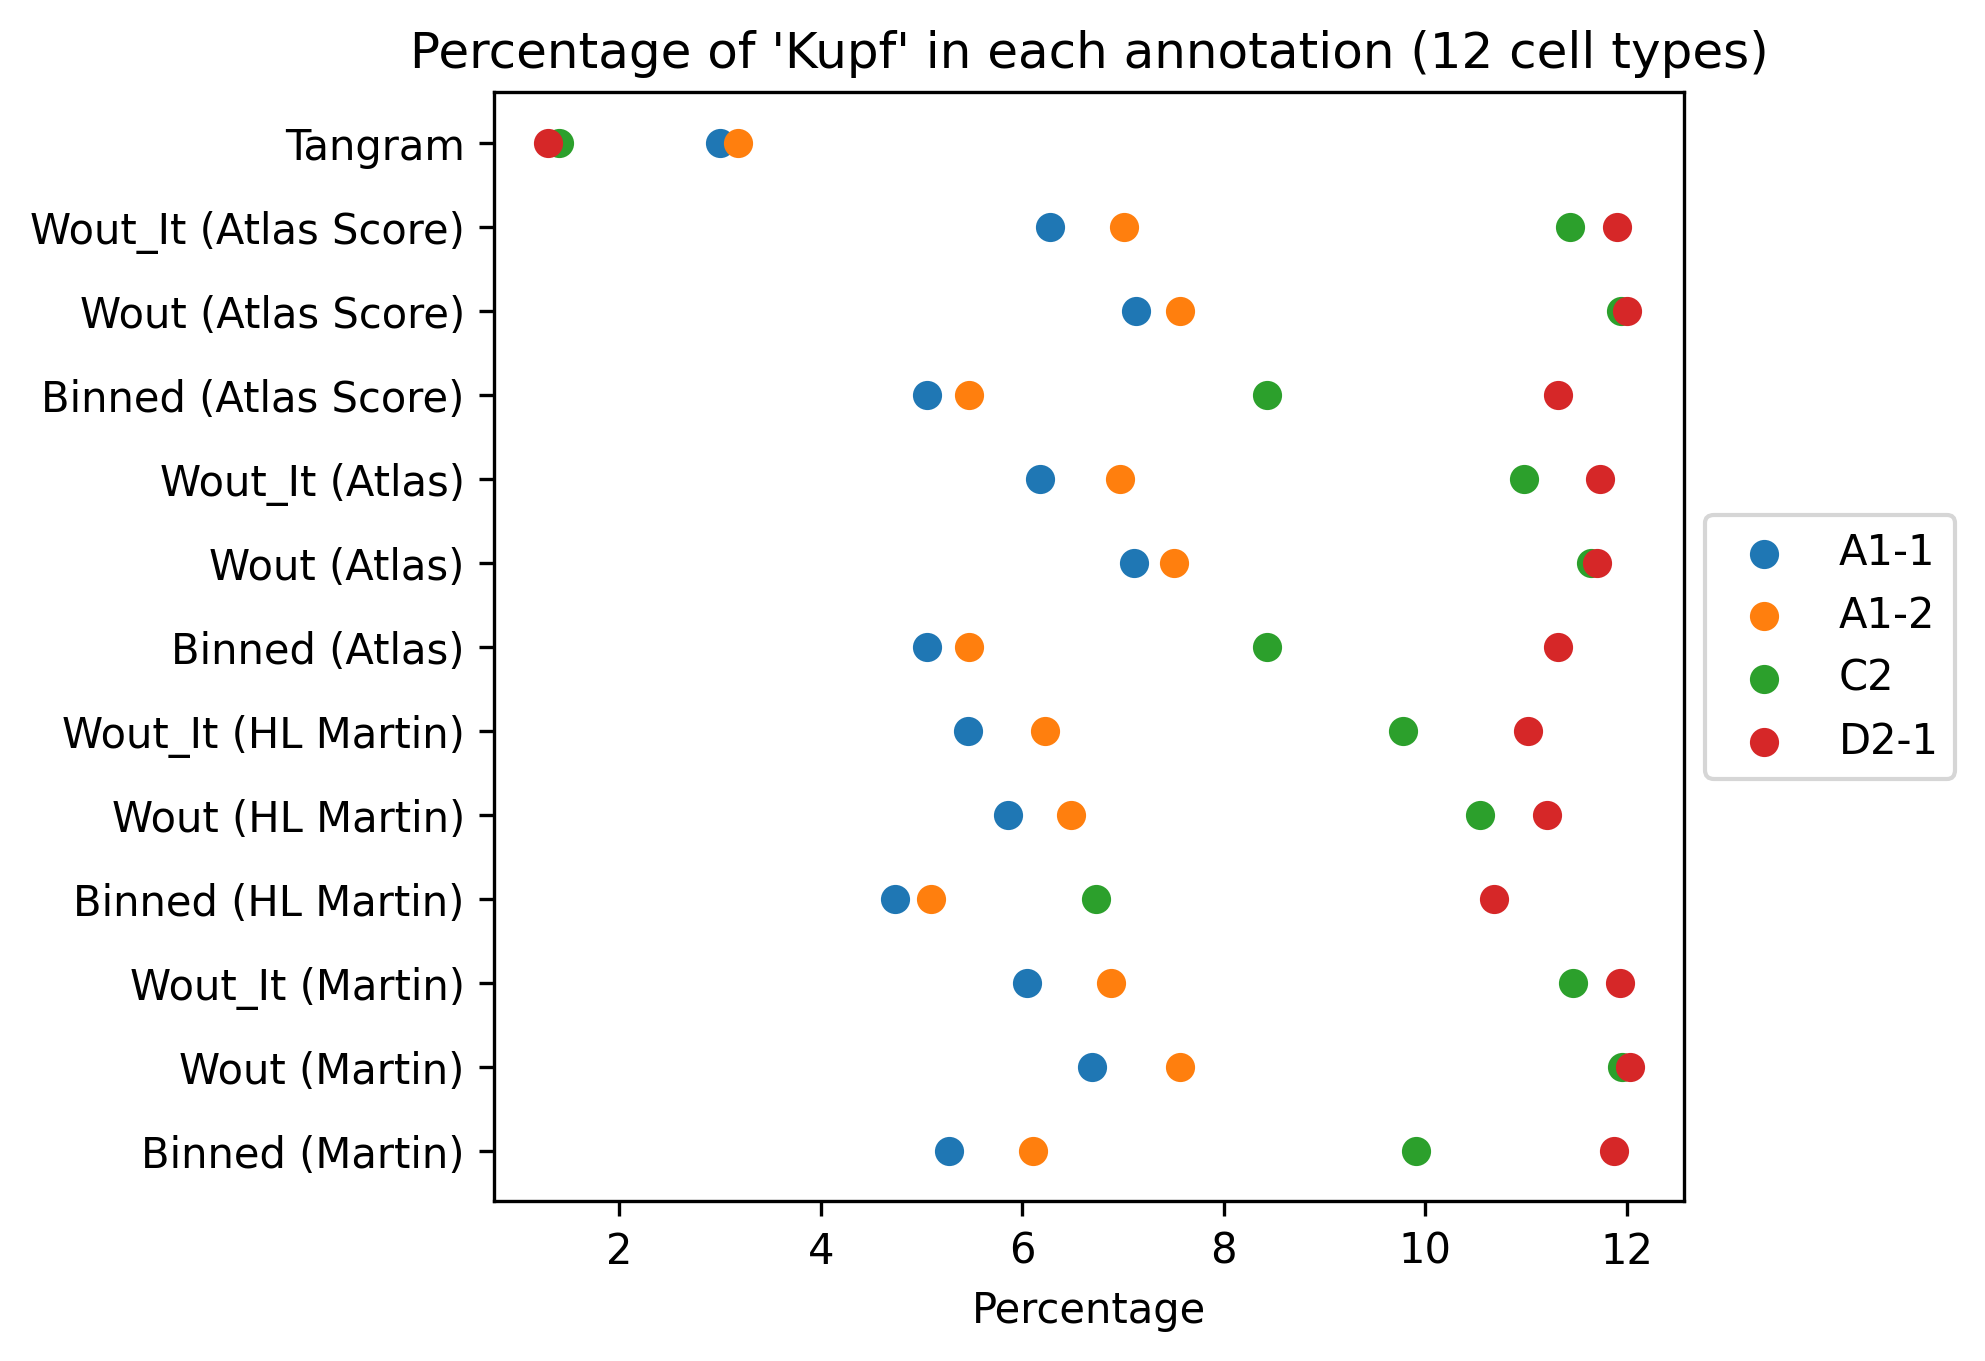 Percentage of 'Kupf' in each annotation (12 cell types)
Tangram
Wout_It (Atlas Score)
Wout (Atlas Score)
Binned (Atlas Score)
Wout_It (Atlas)
Wout (Atlas)
Binned (Atlas)
Wout_It (HL Martin)
Wout (HL Martin)
Binned (HL Martin)
Wout_It (Martin)
Wout (Martin)
Binned (Martin)
2 4 6 8 10 12
Percentage
A1-1
A1-2
C2
D2-1